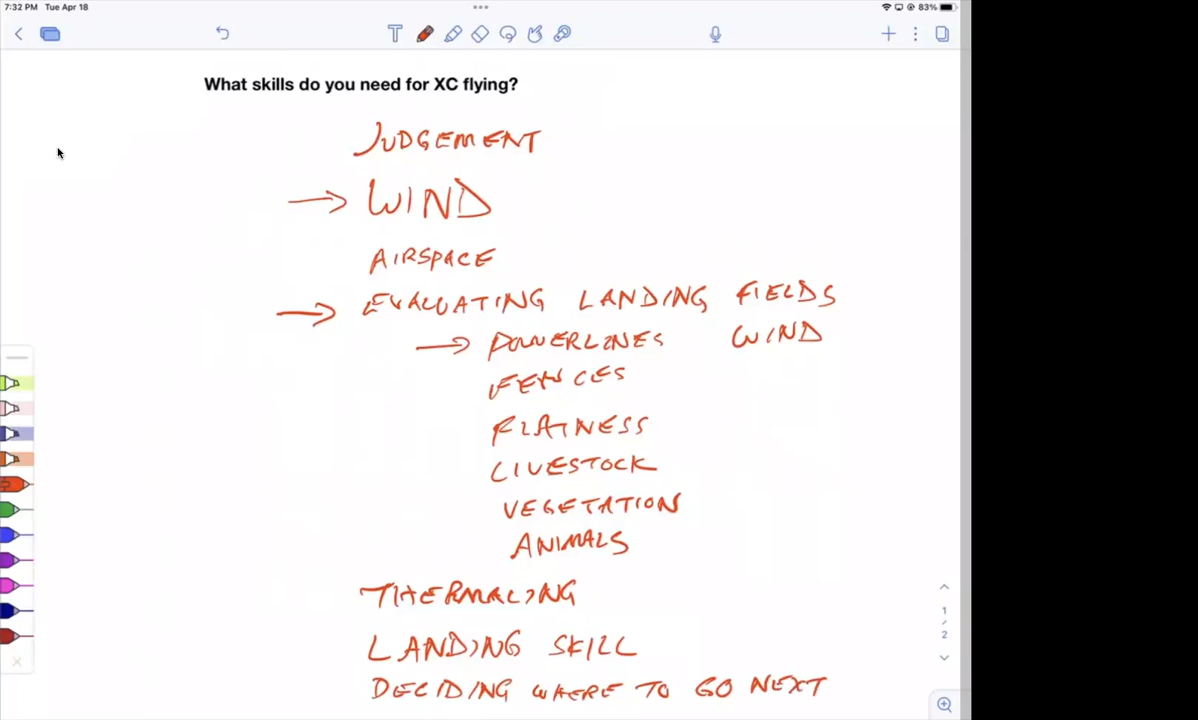 7:32 PM Tue Apr 18
83%
What skills do you need for XC flying?
JUDGEMENT
→ WIND
AIRSPACE
→ EVALUATING LANDING FIELDS
→ POWERLINES WIND
FENCES
FLATNESS
LIVESTOCK
VEGETATION
ANIMALS
THERMALING
LANDING SKILL
DECIDING WHERE TO GO NEXT
1
/
2